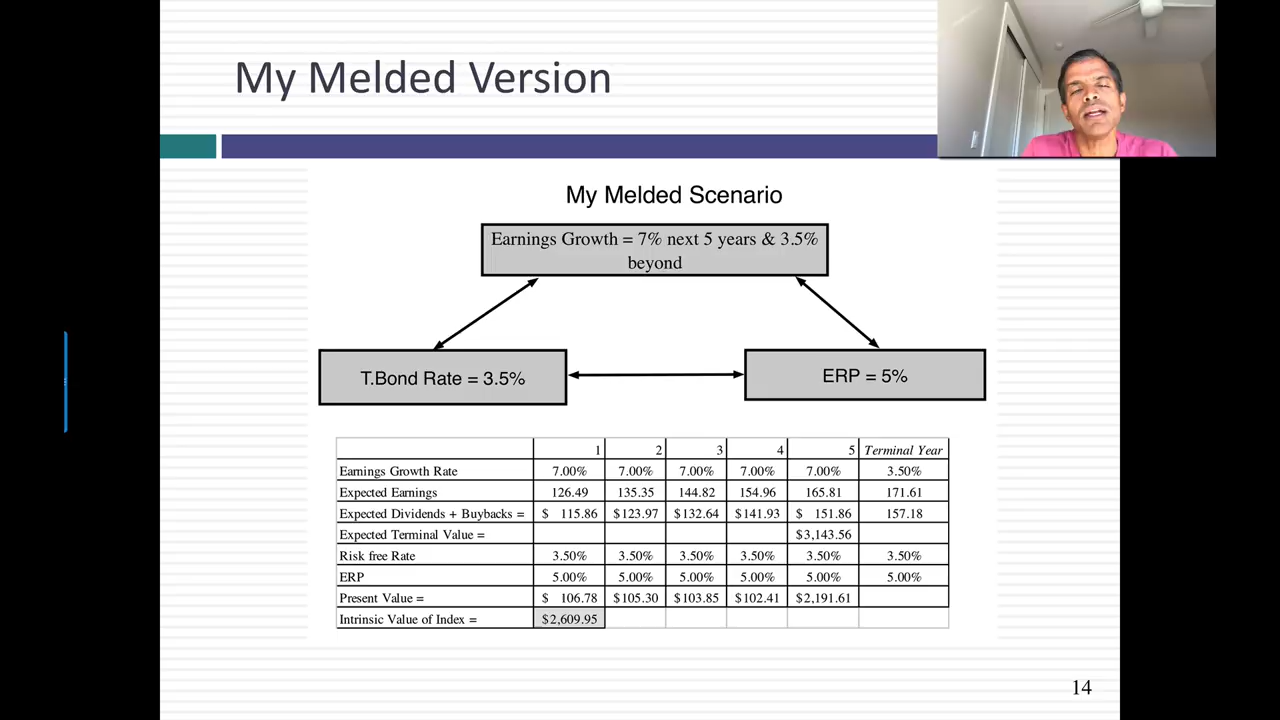 My Melded Version
My Melded Scenario
Earnings Growth = 7% next 5 years & 3.5%
beyond
T.Bond Rate = 3.5%
ERP = 5%
1 2 3 4 5 Terminal Year
Earnings Growth Rate 7.00% 7.00% 7.00% 7.00% 7.00% 3.50%
Expected Earnings 126.49 135.35 144.82 154.96 165.81 171.61
Expected Dividends + Buybacks = $ 115.86 $123.97 $132.64 $141.93 $ 151.86 157.18
Expected Terminal Value = $3,143.56
Risk free Rate 3.50% 3.50% 3.50% 3.50% 3.50% 3.50%
ERP 5.00% 5.00% 5.00% 5.00% 5.00% 5.00%
Present Value = $ 106.78 $105.30 $103.85 $102.41 $2,191.61
Intrinsic Value of Index = $2,609.95
14